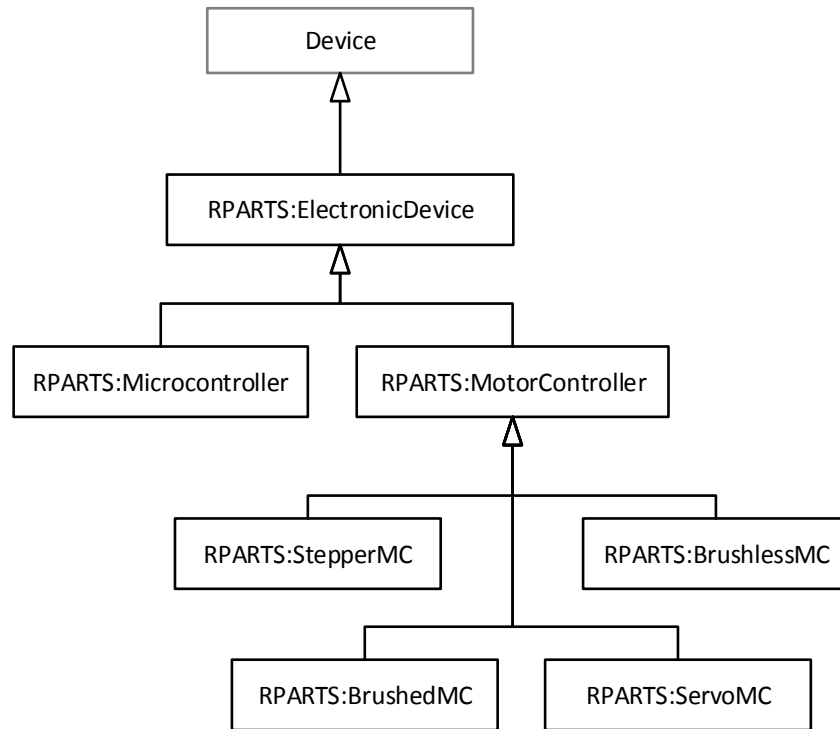 Device
RPARTS:ElectronicDevice
RPARTS:Microcontroller
RPARTS:MotorController
RPARTS:StepperMC
RPARTS:BrushlessMC
RPARTS:BrushedMC
RPARTS:ServoMC